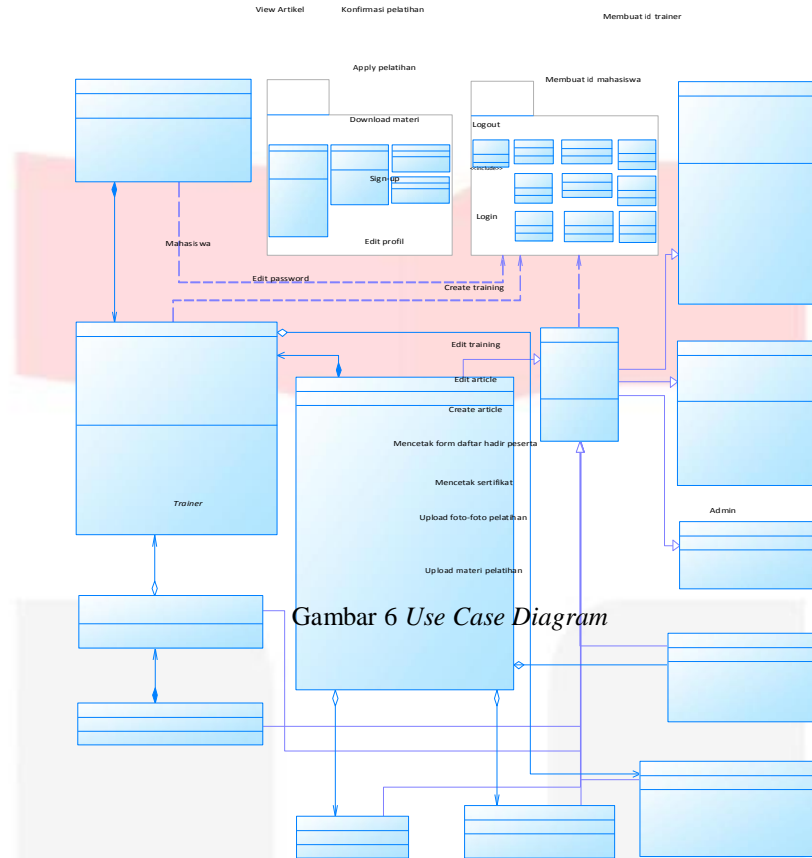 View Artikel
Konfirmasi pelatihan
Membuat id trainer
Apply pelatihan
Membuat id mahasiswa
Download materi
Logout
Sign-up
Login
Mahasiswa
Edit profil
Edit password
Create training
Edit training
Edit article
Create article
Mencetak form daftar hadir peserta
Mencetak sertifikat
Trainer
Upload foto-foto pelatihan
Admin
Upload materi pelatihan
Gambar 6 Use Case Diagram